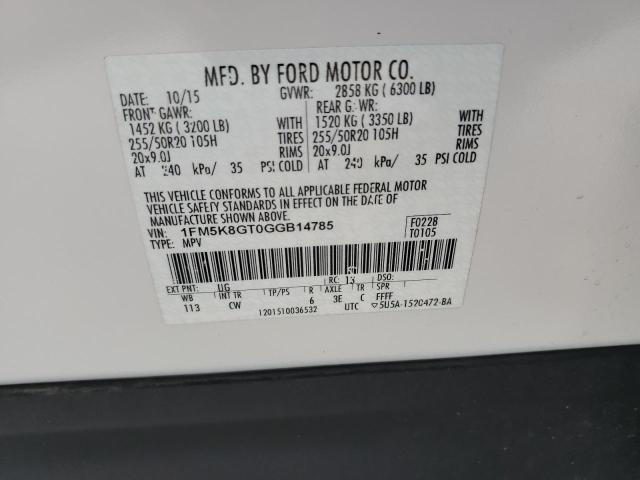 MFD. BY FORD MOTOR CO.
DATE: 10/15 GVWR: 2858 KG ( 6300 LB)
FRONT GAWR: REAR GAWR:
1452 KG ( 3200 LB) WITH 1520 KG ( 3350 LB) WITH
255/50R20 105H TIRES 255/50R20 105H TIRES
20x9.0J RIMS 20x9.0J RIMS
AT 240 kPa/ 35 PSI COLD AT 240 kPa/ 35 PSI COLD
THIS VEHICLE CONFORMS TO ALL APPLICABLE FEDERAL MOTOR
VEHICLE SAFETY STANDARDS IN EFFECT ON THE DATE OF
MANUFACTURE SHOWN ABOVE.
VIN: 1FM5K8GT0GGB14785 F0228
TYPE: MPV T0105
EXT PNT: UG RC: 13 DSO:
WB INT TR TP/PS R AXLE TR SPR
113 CW 6 3E C FFFF
1201510036532 UTC ▽5U5A-1520472-BA